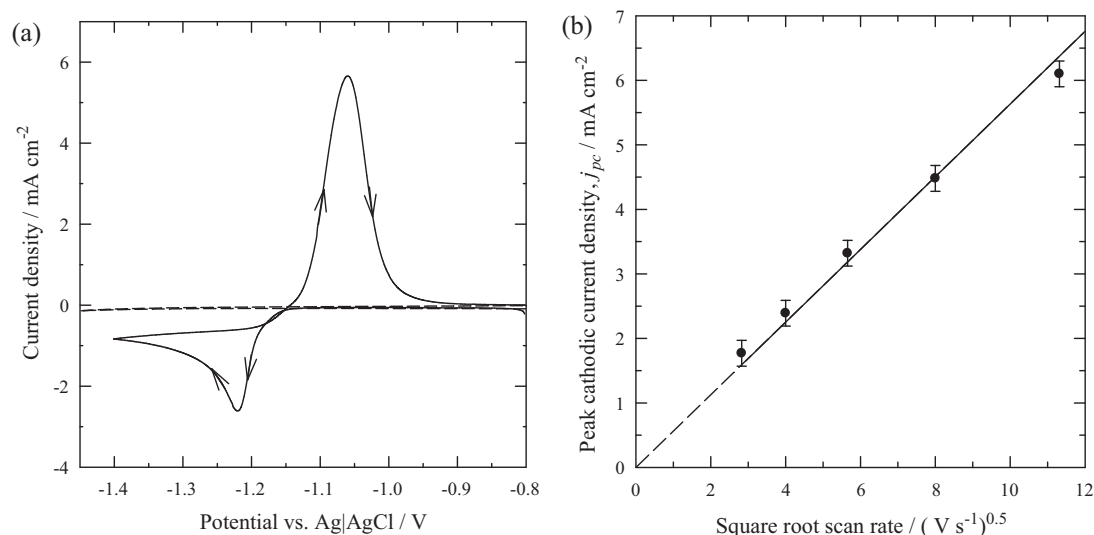 (a)
6
4
2
0
-2
-4
Current density / mA cm⁻²
-1.4 -1.3 -1.2 -1.1 -1.0 -0.9 -0.8
Potential vs. Ag|AgCl / V
(b)
7
6
5
4
3
2
1
0
Peak cathodic current density, j_pc / mA cm⁻²
0 2 4 6 8 10 12
Square root scan rate / ( V s⁻¹)⁰·⁵